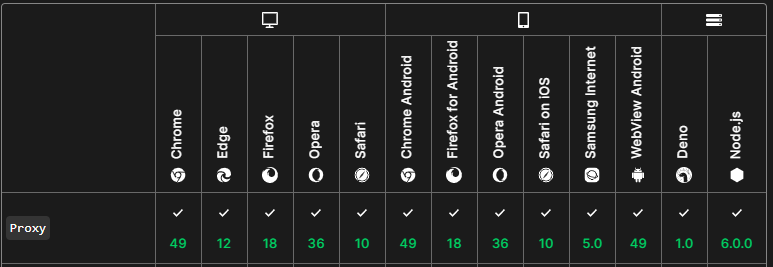 Chrome
Edge
Firefox
Opera
Safari
Chrome Android
Firefox for Android
Opera Android
Safari on iOS
Samsung Internet
WebView Android
Deno
Node.js
Proxy
49 12 18 36 10 49 18 36 10 5.0 49 1.0 6.0.0